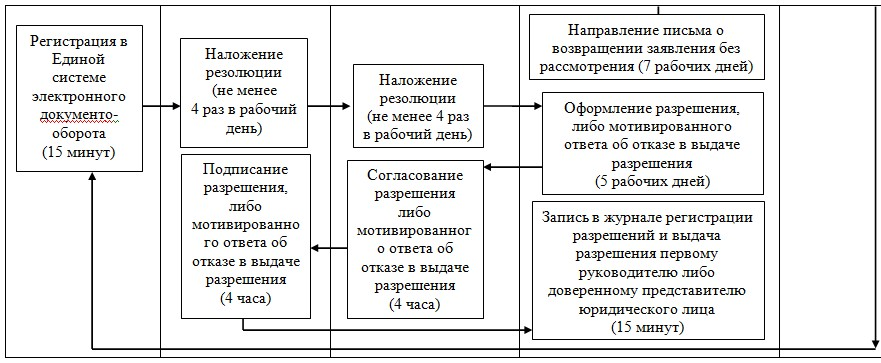 Регистрация в
Единой
системе
электронного
документо-
оборота
(15 минут)
Наложение
резолюции
(не менее
4 раз в рабочий
день)
Наложение
резолюции
(не менее 4 раз
в рабочий день)
Направление письма о
возвращении заявления без
рассмотрения (7 рабочих дней)
Оформление разрешения,
либо мотивированного
ответа об отказе в выдаче
разрешения
(5 рабочих дней)
Согласование
разрешения
либо
мотивированног
о ответа об
отказе в выдаче
разрешения
(4 часа)
Подписание
разрешения,
либо
мотивированно
го ответа об
отказе в выдаче
разрешения
(4 часа)
Запись в журнале регистрации
разрешений и выдача
разрешения первому
руководителю либо
доверенному представителю
юридического лица
(15 минут)